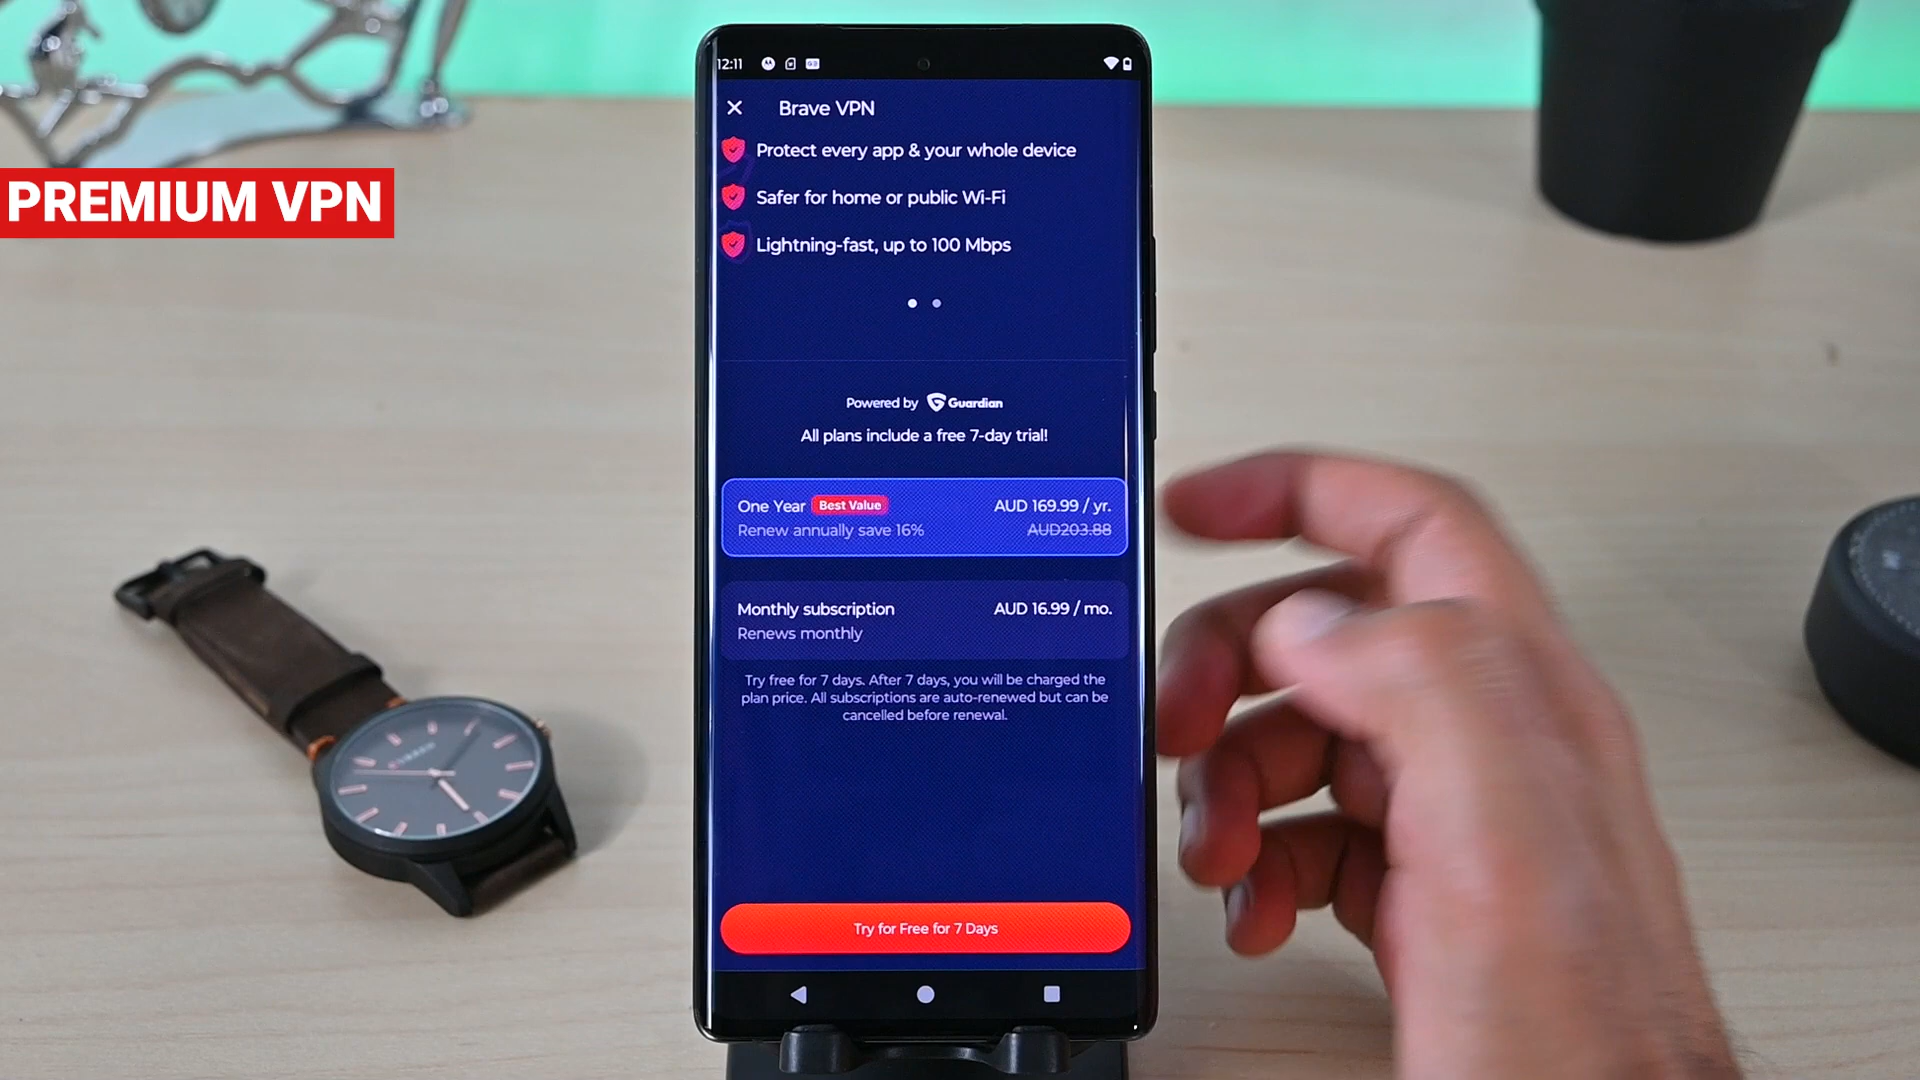 PREMIUM VPN
12:11
Brave VPN
Protect every app & your whole device
Safer for home or public Wi-Fi
Lightning-fast, up to 100 Mbps
Powered by Guardian
All plans include a free 7-day trial!
One Year Best Value AUD 169.99 / yr.
Renew annually save 16% AUD203.88
Monthly subscription AUD 16.99 / mo.
Renews monthly
Try free for 7 days. After 7 days, you will be charged the
plan price. All subscriptions are auto-renewed but can be
cancelled before renewal.
Try for Free for 7 Days